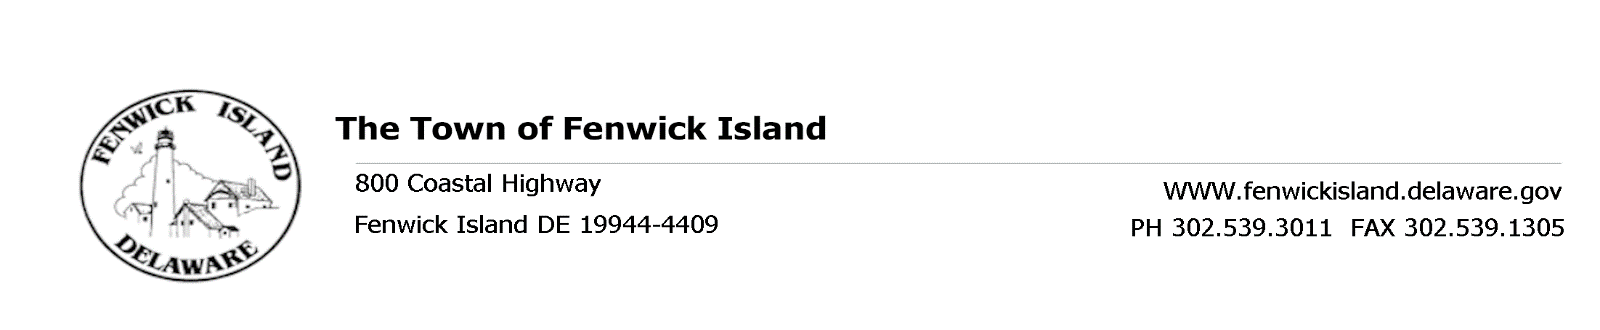 FENWICK ISLAND
DELAWARE
The Town of Fenwick Island
800 Coastal Highway
Fenwick Island DE 19944-4409
WWW.fenwickisland.delaware.gov
PH 302.539.3011 FAX 302.539.1305